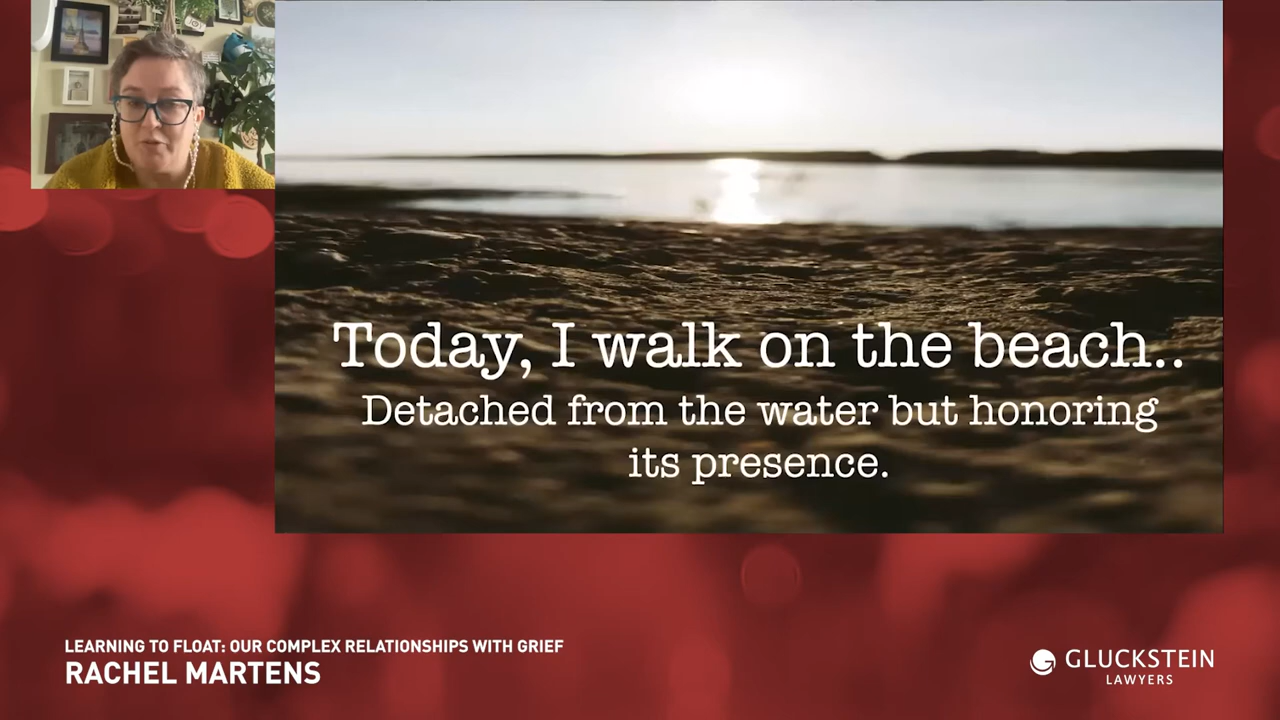 Today, I walk on the beach..
Detached from the water but honoring
its presence.
LEARNING TO FLOAT: OUR COMPLEX RELATIONSHIPS WITH GRIEF
RACHEL MARTENS
GLUCKSTEIN
LAWYERS